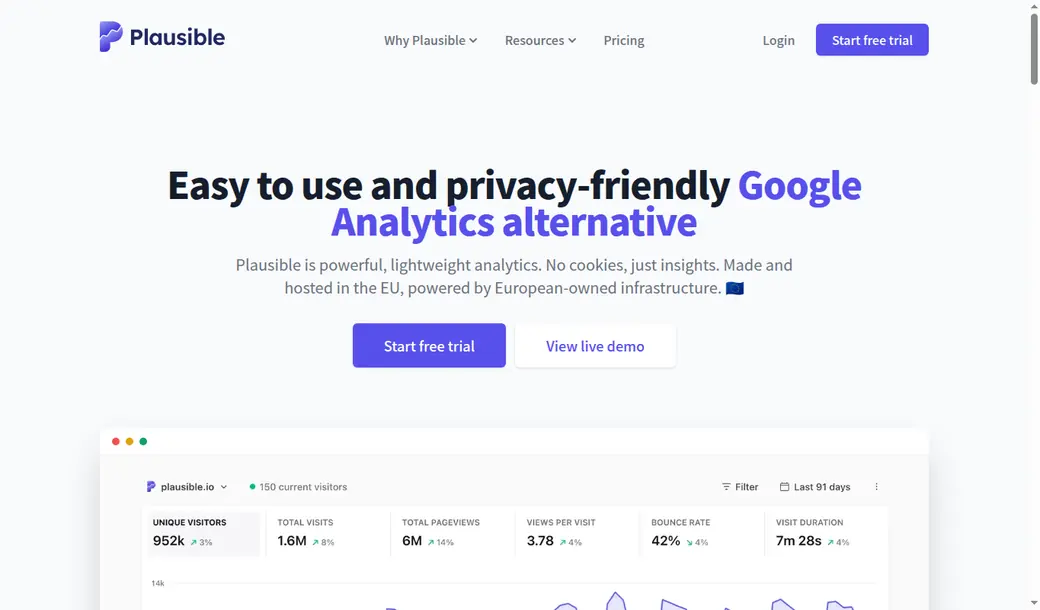 Plausible
Why Plausible
Resources
Pricing
Login
Start free trial
Easy to use and privacy-friendly Google
Analytics alternative
Plausible is powerful, lightweight analytics. No cookies, just insights. Made and
hosted in the EU, powered by European-owned infrastructure. 🇪🇺
Start free trial
View live demo
plausible.io
150 current visitors
Filter
Last 91 days
UNIQUE VISITORS
952k 3%
TOTAL VISITS
1.6M 8%
TOTAL PAGEVIEWS
6M 14%
VIEWS PER VISIT
3.78 4%
BOUNCE RATE
42% 4%
VISIT DURATION
7m 28s 4%
14k